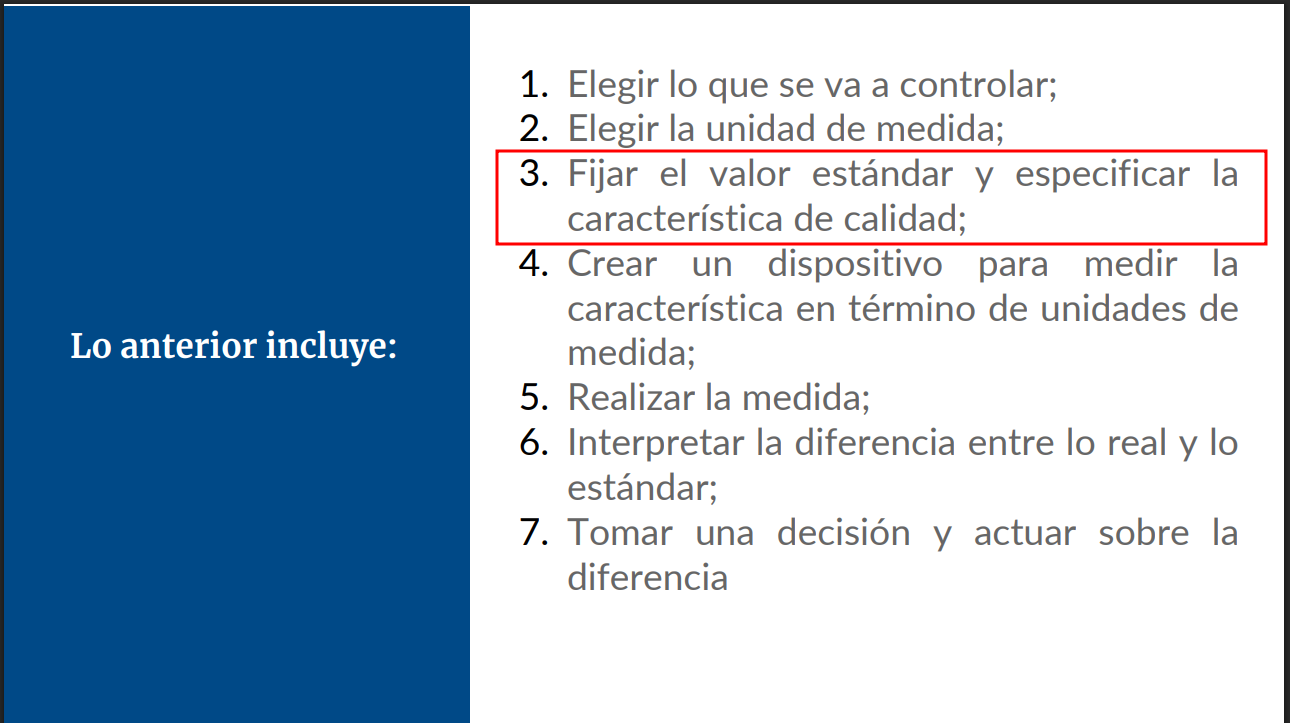 Lo anterior incluye:
1. Elegir lo que se va a controlar;
2. Elegir la unidad de medida;
3. Fijar el valor estándar y especificar la
característica de calidad;
4. Crear un dispositivo para medir la
característica en término de unidades de
medida;
5. Realizar la medida;
6. Interpretar la diferencia entre lo real y lo
estándar;
7. Tomar una decisión y actuar sobre la
diferencia